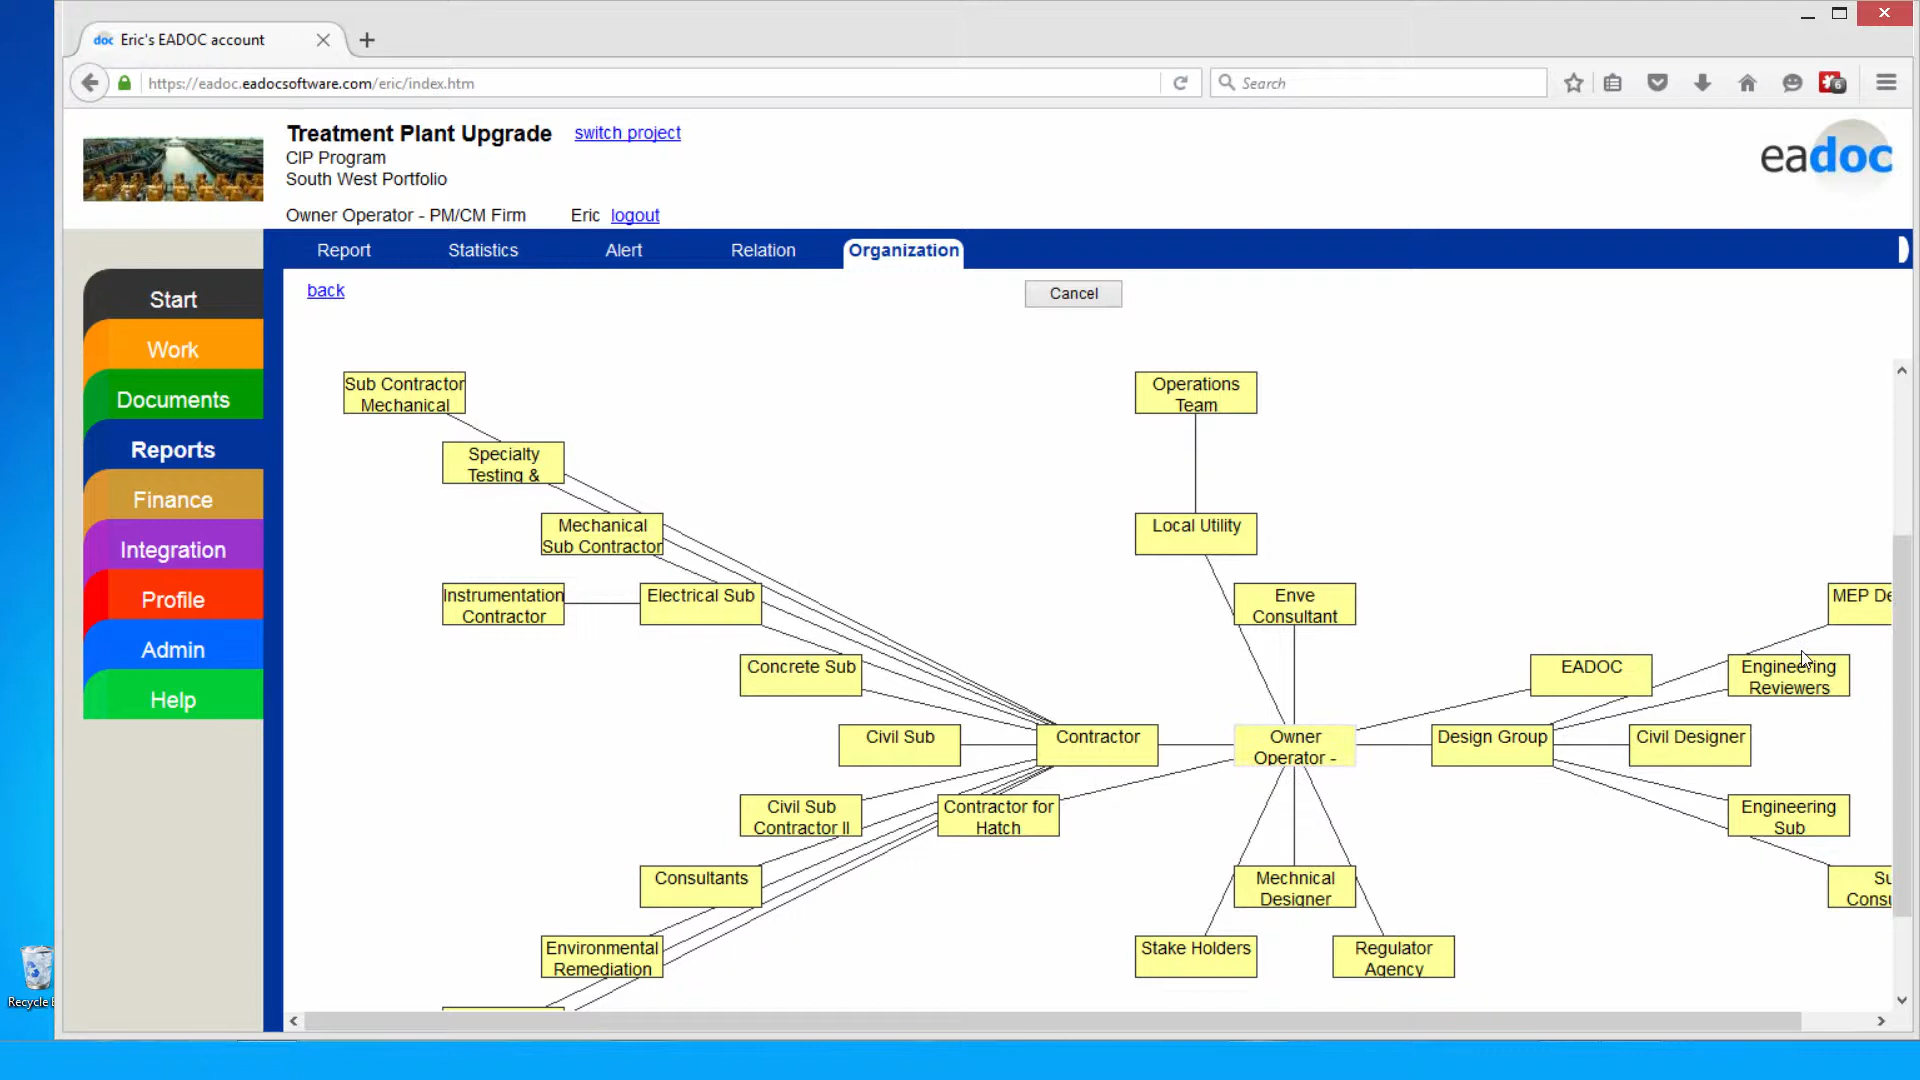 doc Eric's EADOC account
https://eadoc.eadocsoftware.com/eric/index.htm
Search
6
Treatment Plant Upgrade switch project
CIP Program
South West Portfolio
Owner Operator - PM/CM Firm Eric logout
eadoc
Report Statistics Alert Relation Organization
back
Cancel
Start
Work
Documents
Reports
Finance
Integration
Profile
Admin
Help
Sub Contractor
Mechanical
Operations
Team
Specialty
Testing &
Mechanical
Sub Contractor
Local Utility
Instrumentation
Contractor
Electrical Sub
Enve
Consultant
MEP De
Concrete Sub
EADOC
Engineering
Reviewers
Civil Sub
Contractor
Owner
Operator -
Design Group
Civil Designer
Civil Sub
Contractor II
Contractor for
Hatch
Engineering
Sub
Consultants
Mechnical
Designer
Su
Consu
Environmental
Remediation
Stake Holders
Regulator
Agency
Recycle